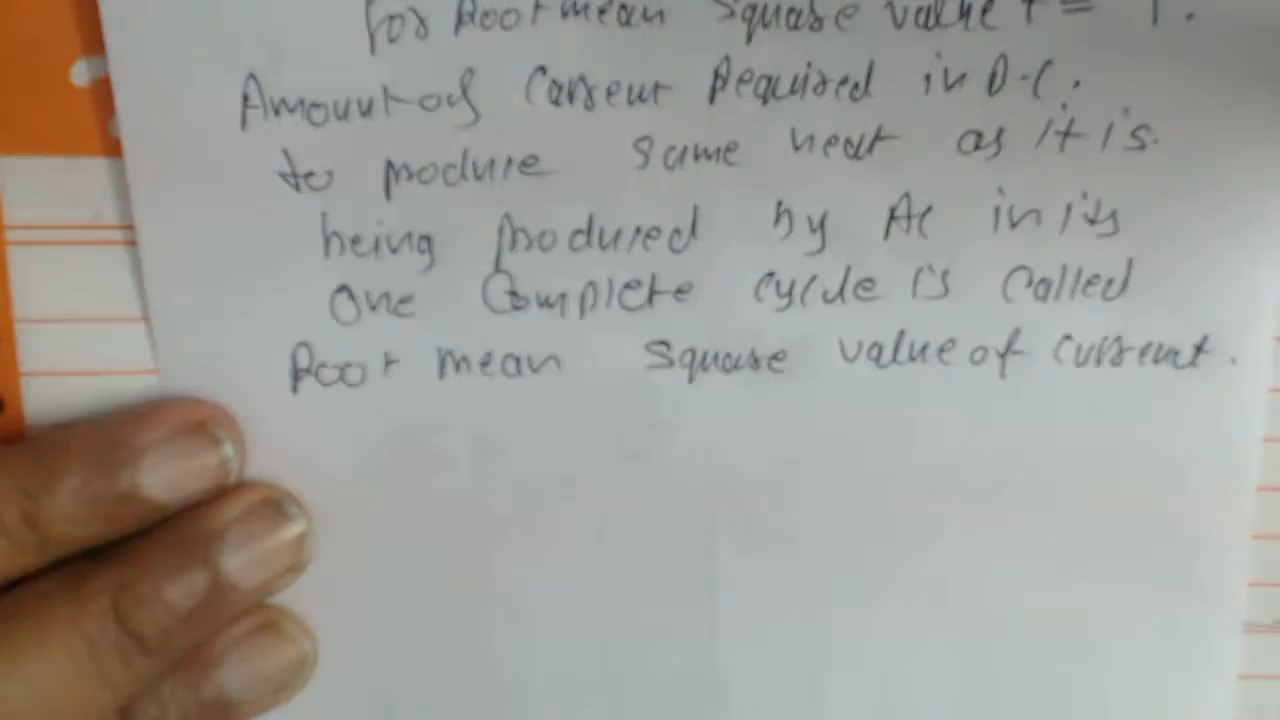 for Root mean Square value t = T.
Amount of Current Required in D.C.
to produce same heat as it is.
being produced by AC in its
One Complete cycle is called
Root mean Square value of current.